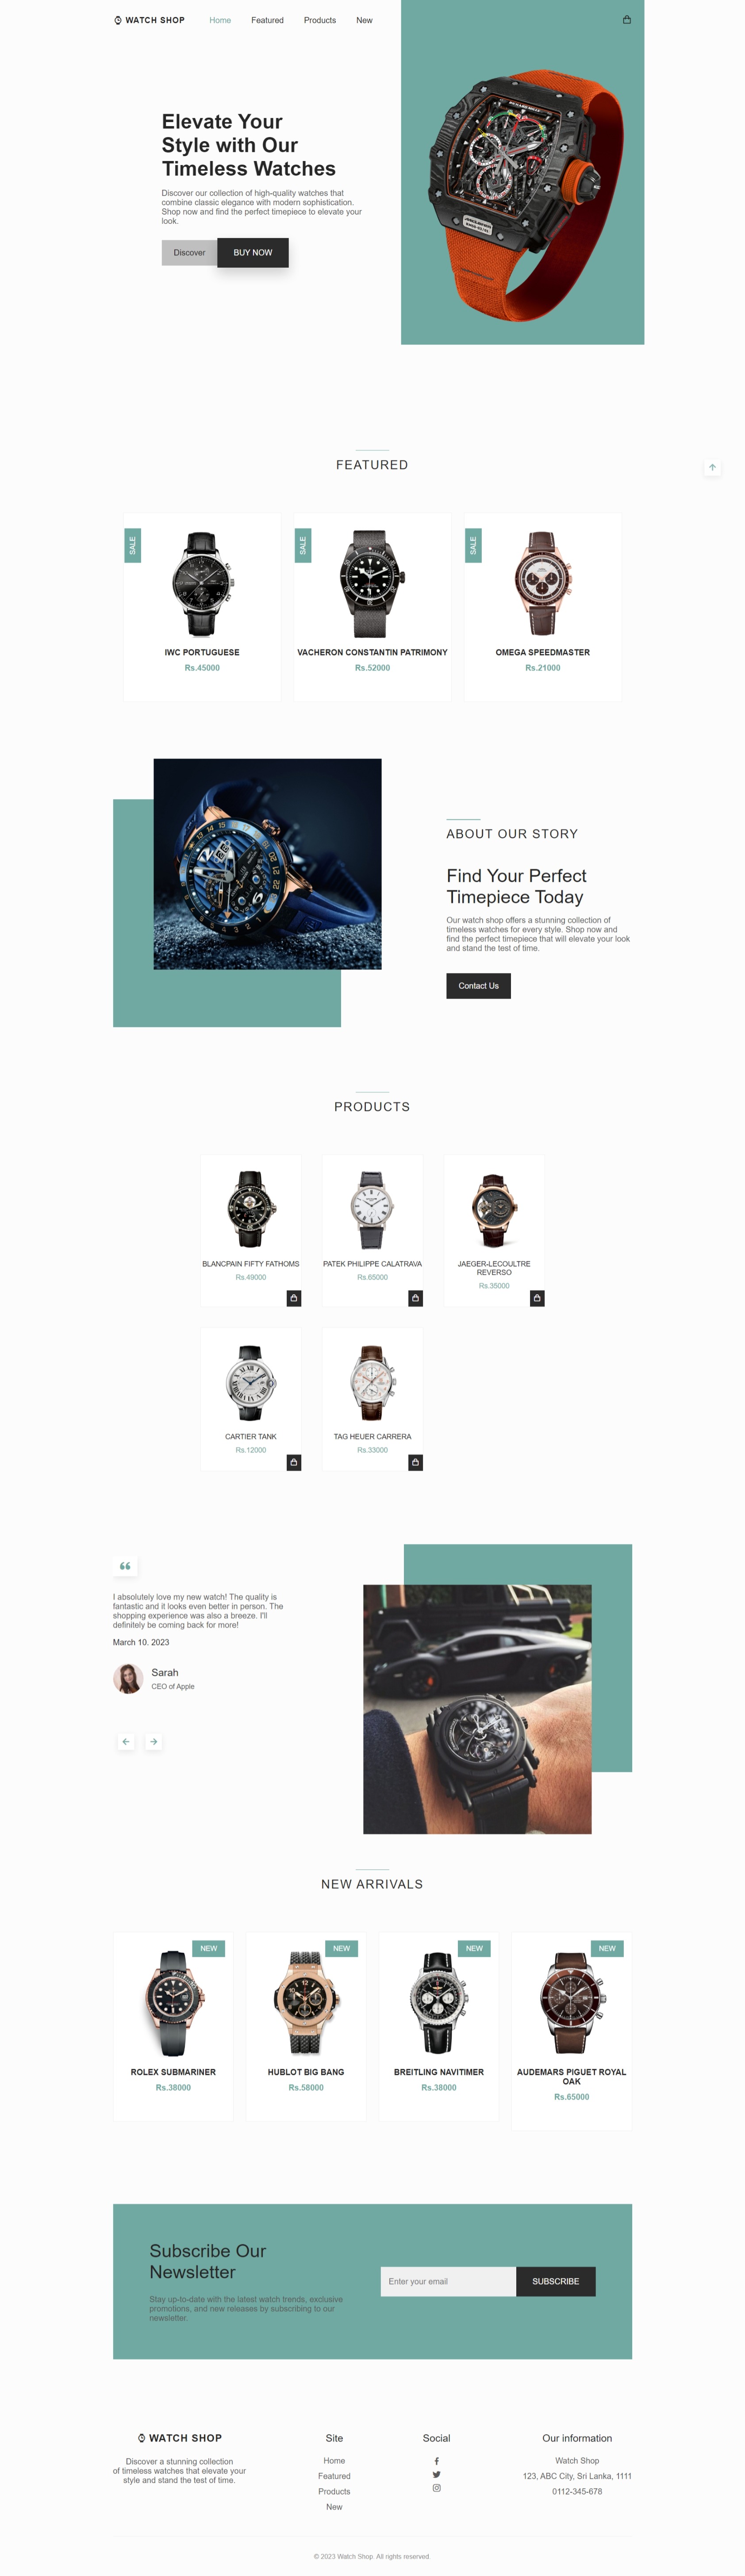 WATCH SHOP
Home
Featured
Products
New
Elevate Your
Style with Our
Timeless Watches
Discover our collection of high-quality watches that
combine classic elegance with modern sophistication.
Shop now and find the perfect timepiece to elevate your
look.
Discover
BUY NOW
RICHARD MILLE
FEATURED
SALE
IWC PORTUGUESE
Rs.45000
SALE
VACHERON CONSTANTIN PATRIMONY
Rs.52000
SALE
OMEGA SPEEDMASTER
Rs.21000
ABOUT OUR STORY
Find Your Perfect
Timepiece Today
Our watch shop offers a stunning collection of
timeless watches for every style. Shop now and
find the perfect timepiece that will elevate your look
and stand the test of time.
Contact Us
PRODUCTS
BLANCPAIN FIFTY FATHOMS
Rs.49000
PATEK PHILIPPE CALATRAVA
Rs.65000
JAEGER-LECOULTRE
REVERSO
Rs.35000
CARTIER TANK
Rs.12000
TAG HEUER CARRERA
Rs.33000
I absolutely love my new watch! The quality is
fantastic and it looks even better in person. The
shopping experience was also a breeze. I'll
definitely be coming back for more!
March 10. 2023
Sarah
CEO of Apple
NEW ARRIVALS
NEW
ROLEX SUBMARINER
Rs.38000
NEW
HUBLOT BIG BANG
Rs.58000
NEW
BREITLING NAVITIMER
Rs.38000
NEW
AUDEMARS PIGUET ROYAL
OAK
Rs.65000
Subscribe Our
Newsletter
Stay up-to-date with the latest watch trends, exclusive
promotions, and new releases by subscribing to our
newsletter.
Enter your email
SUBSCRIBE
WATCH SHOP
Discover a stunning collection
of timeless watches that elevate your
style and stand the test of time.
Site
Home
Featured
Products
New
Social
Our information
Watch Shop
123, ABC City, Sri Lanka, 1111
0112-345-678
© 2023 Watch Shop. All rights reserved.